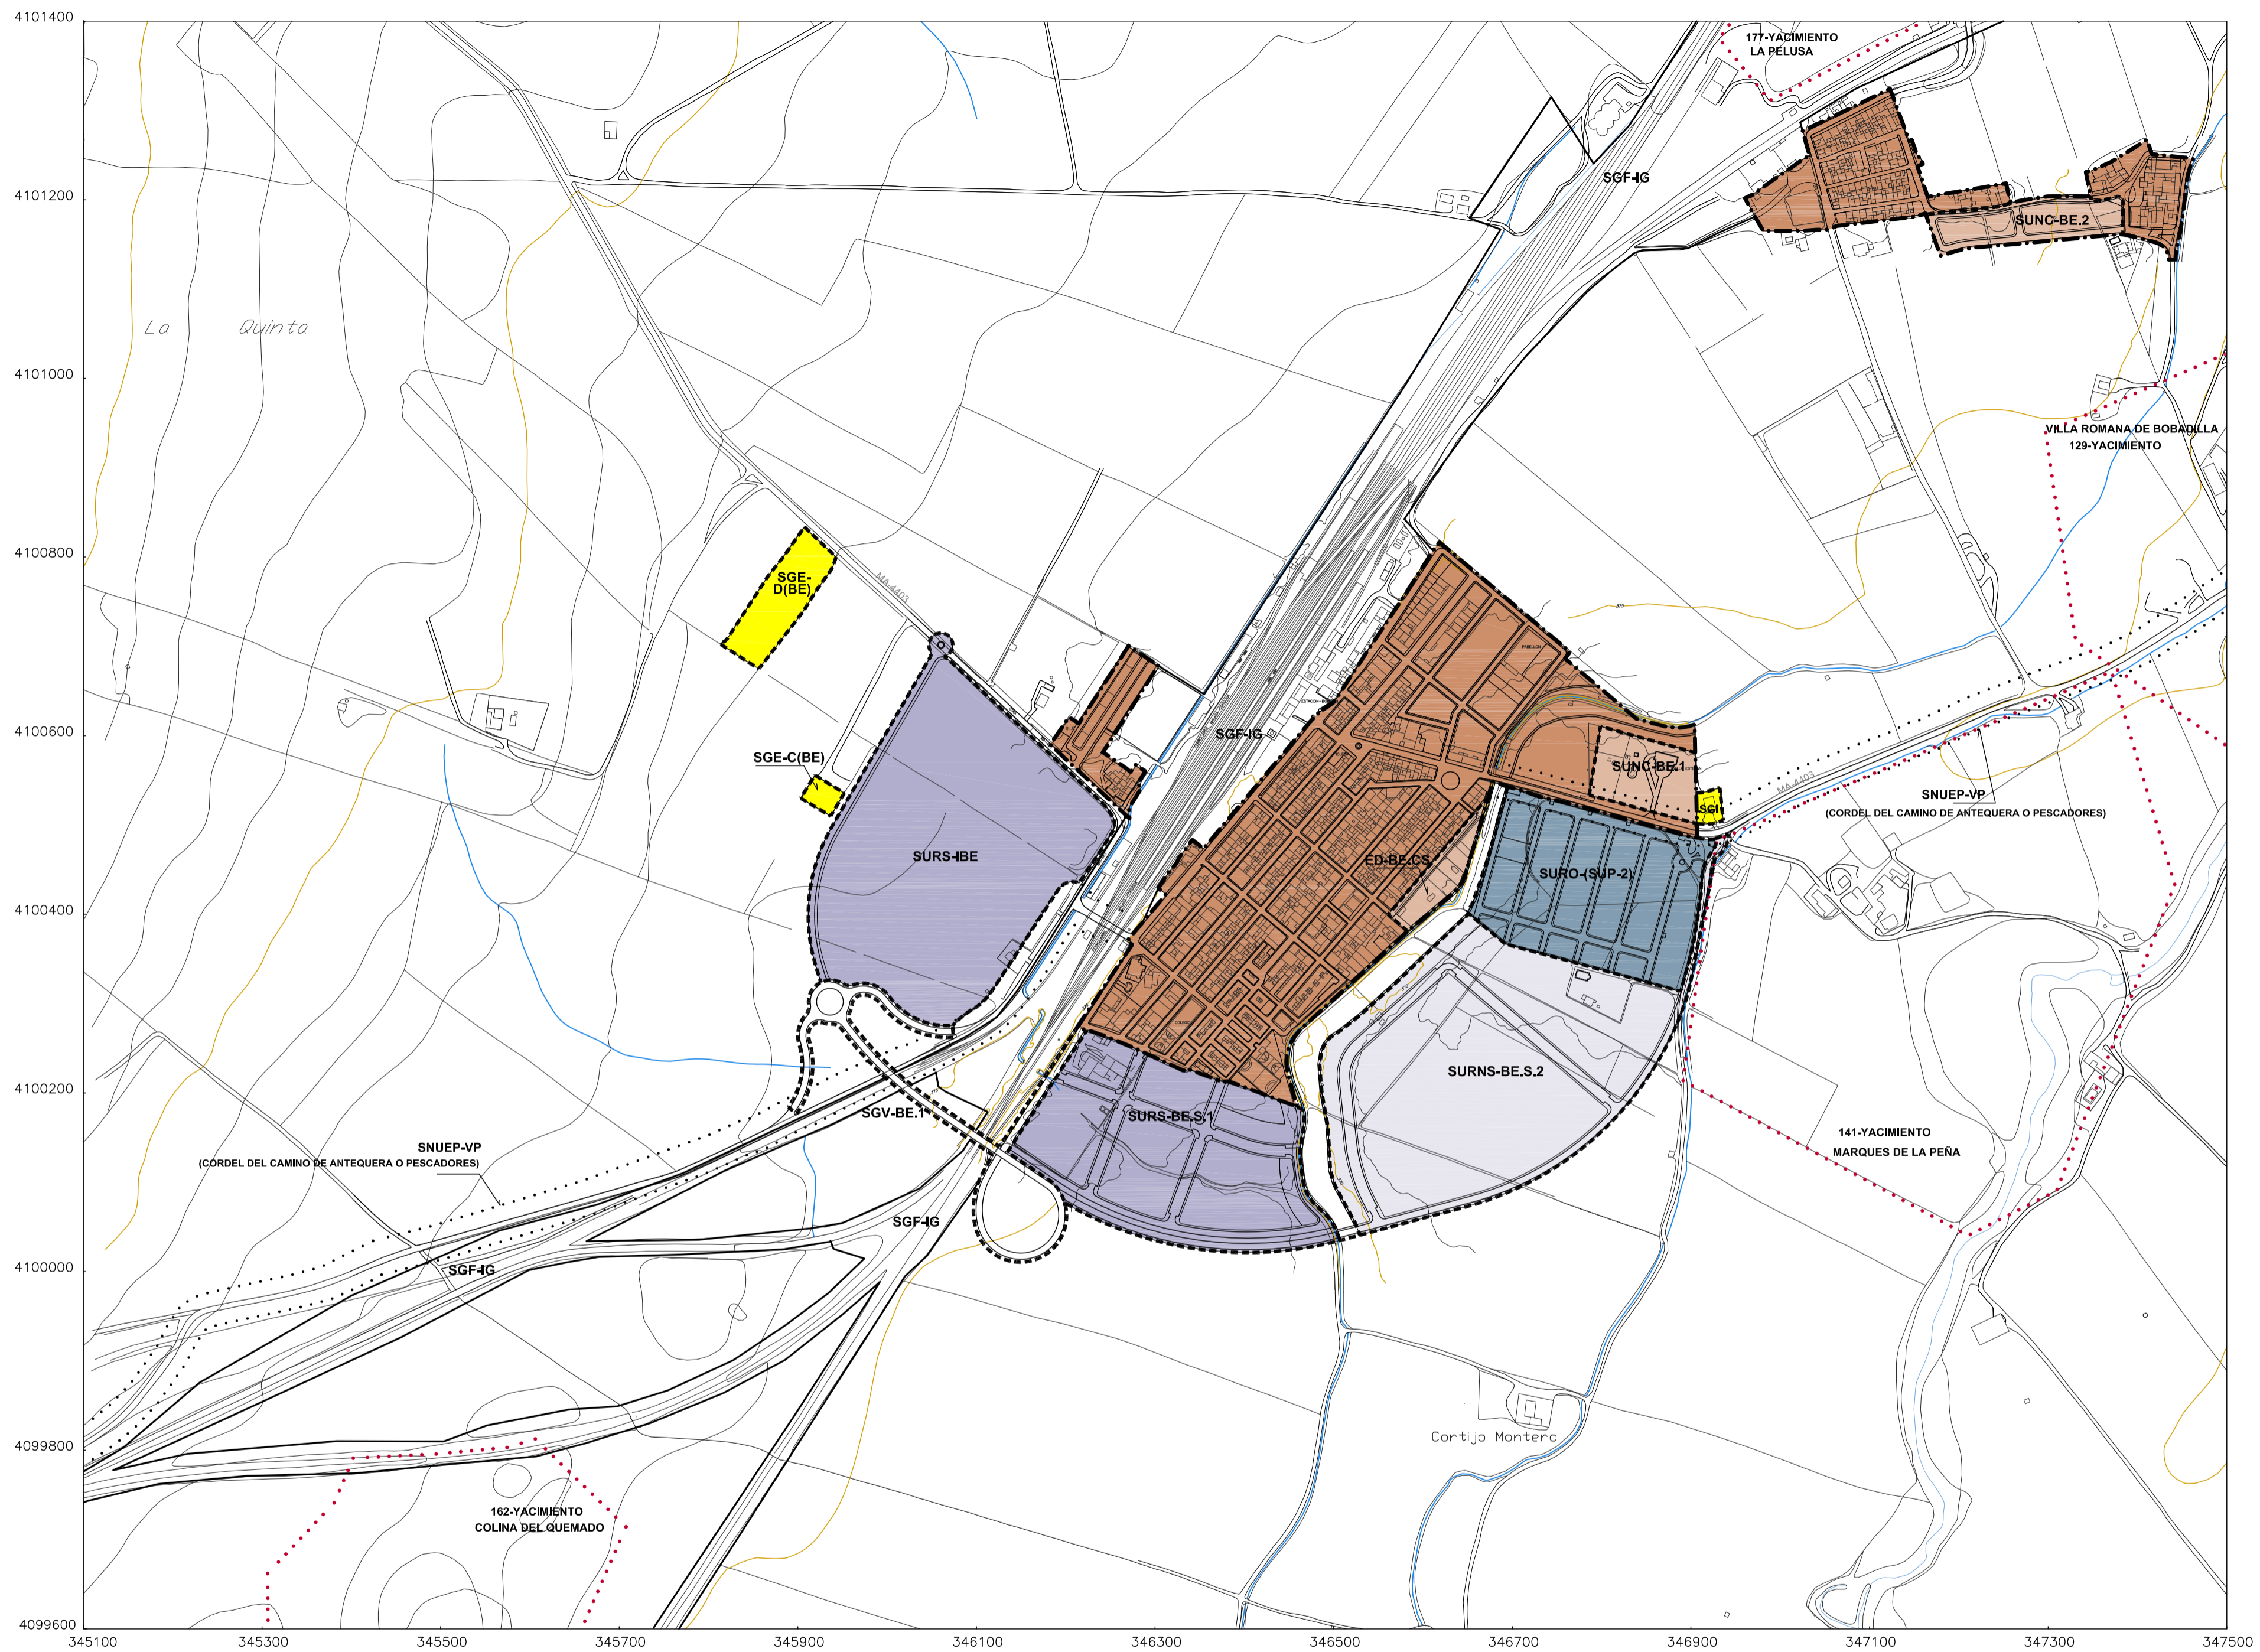 4101400
177-YACIMIENTO
LA PELUSA
SGF-IG
4101200
SUNC-BE.2
La Quinta
4101000
VILLA ROMANA DE BOBADILLA
129-YACIMIENTO
4100800
SGE-
D(BE)
MA-4403
375
PABELLON
4100600
SGF-IG
SGE-C(BE)
SUNC-BE.1
MA-4403
SGI
SNUEP-VP
(CORDEL DEL CAMINO DE ANTEQUERA O PESCADORES)
SURS-IBE
ED-BE.CS
SURO-(SUP-2)
4100400
COLEGIO
4100200
SURNS-BE.S.2
SGV-BE.1
SURS-BE.S.1
141-YACIMIENTO
MARQUES DE LA PEÑA
SNUEP-VP
(CORDEL DEL CAMINO DE ANTEQUERA O PESCADORES)
SGF-IG
SGF-IG
4100000
Cortijo Montero
4099800
162-YACIMIENTO
COLINA DEL QUEMADO
4099600
345100 345300 345500 345700 345900 346100 346300 346500 346700 346900 347100 347300 347500